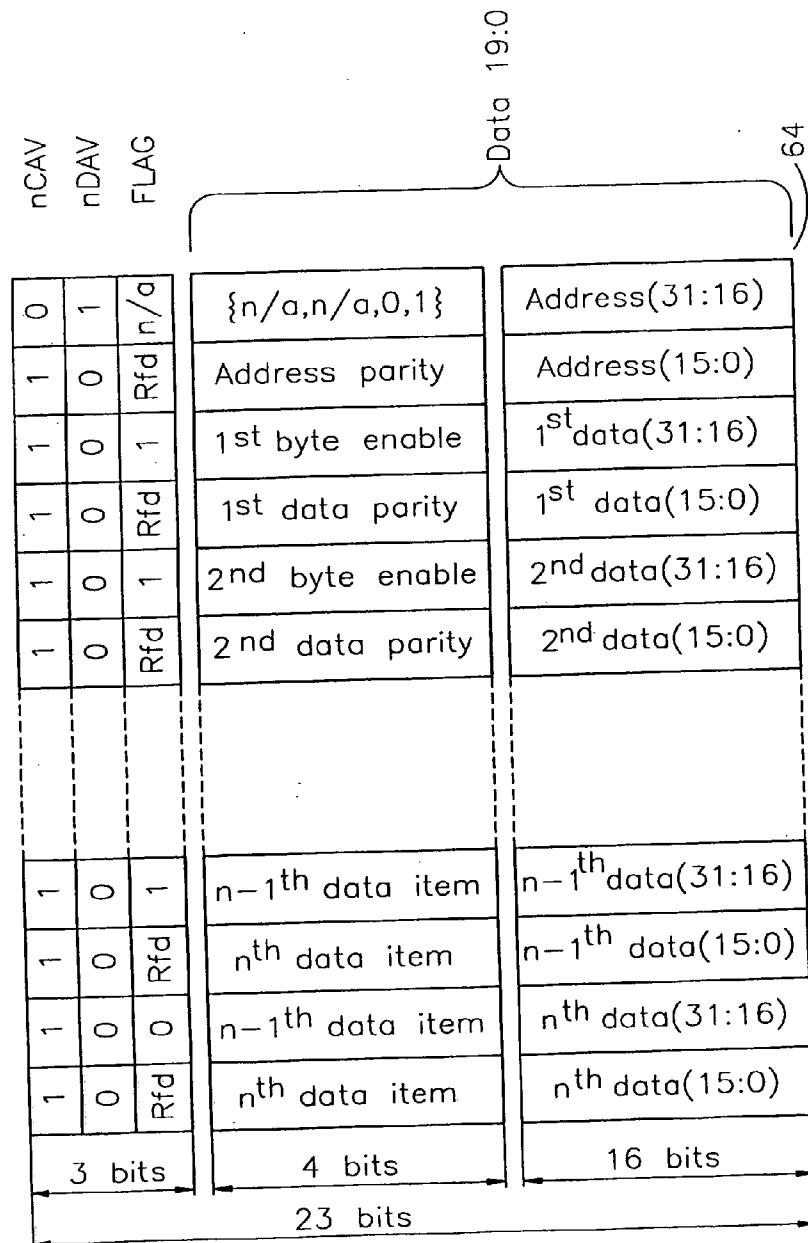 nCAV nDAV FLAG
Data 19:0
64
0 1 n/a {n/a,n/a,0,1} Address(31:16)
1 0 Rfd Address parity Address(15:0)
1 0 1 1st byte enable 1st data(31:16)
1 0 Rfd 1st data parity 1st data(15:0)
1 0 1 2nd byte enable 2nd data(31:16)
1 0 Rfd 2nd data parity 2nd data(15:0)
1 0 1 n-1th data item n-1th data(31:16)
1 0 Rfd nth data item n-1th data(15:0)
1 0 0 n-1th data item nth data(31:16)
1 0 Rfd nth data item nth data(15:0)
3 bits 4 bits 16 bits
23 bits